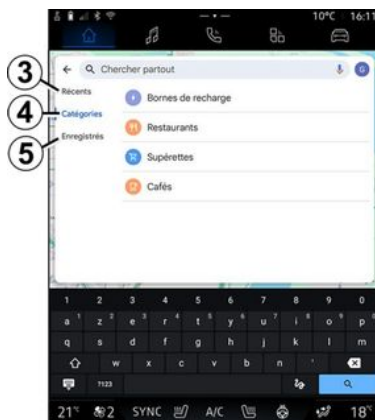 10°C 16:11
Chercher partout G
3 Récents
4 Catégories
5 Enregistrés
Bornes de recharge
Restaurants
Supérettes
Cafés
1 2 3 4 5 6 7 8 9 0
a z e r t y u i o p
q s d f g h j k l m
w x c v b n '
?123
21° 2 SYNC A/C 18°